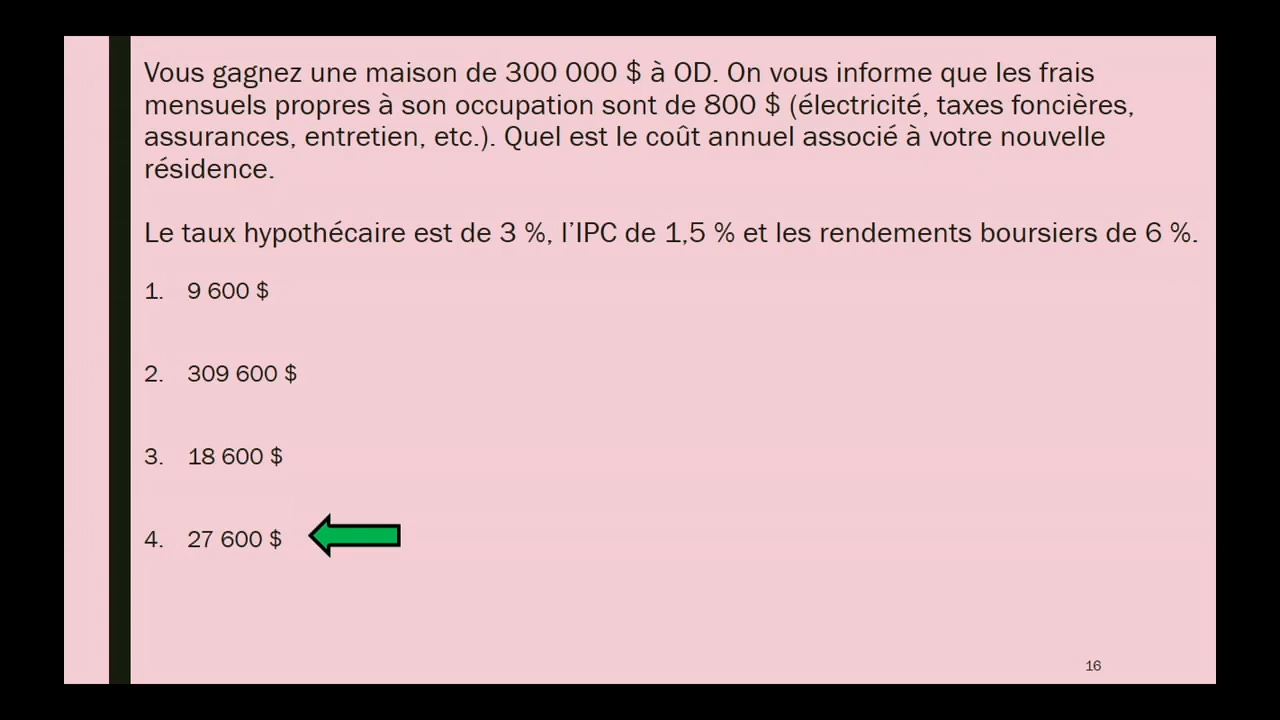 Vous gagnez une maison de 300 000 $ à OD. On vous informe que les frais
mensuels propres à son occupation sont de 800 $ (électricité, taxes foncières,
assurances, entretien, etc.). Quel est le coût annuel associé à votre nouvelle
résidence.
Le taux hypothécaire est de 3 %, l’IPC de 1,5 % et les rendements boursiers de 6 %.
1. 9 600 $
2. 309 600 $
3. 18 600 $
4. 27 600 $
16